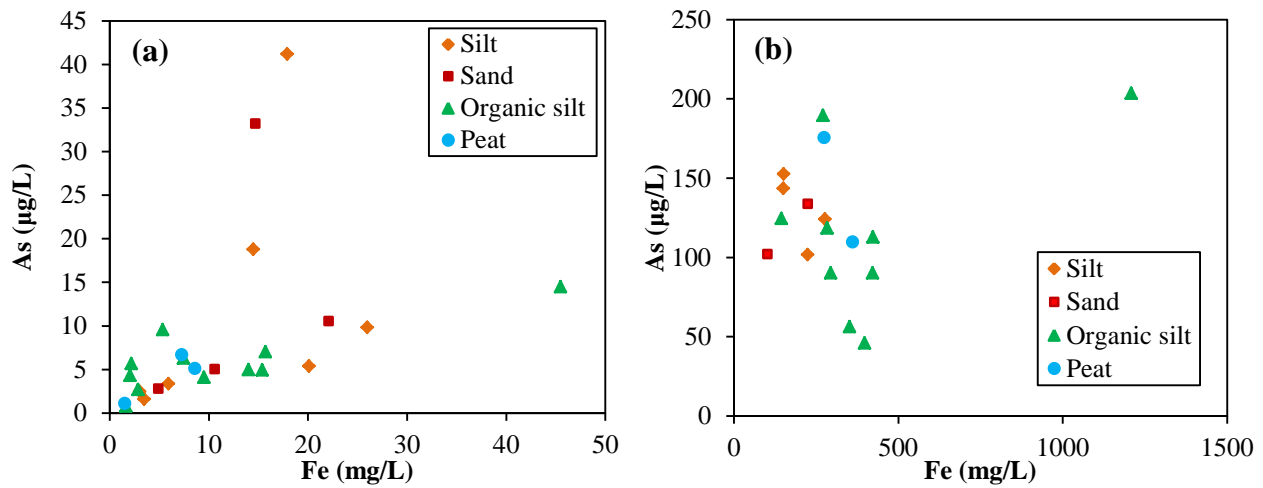 (a)
As (µg/L)
45
40
35
30
25
20
15
10
5
0
Silt
Sand
Organic silt
Peat
0 10 20 30 40 50
Fe (mg/L)
(b)
As (µg/L)
250
200
150
100
50
0
Silt
Sand
Organic silt
Peat
0 500 1000 1500
Fe (mg/L)